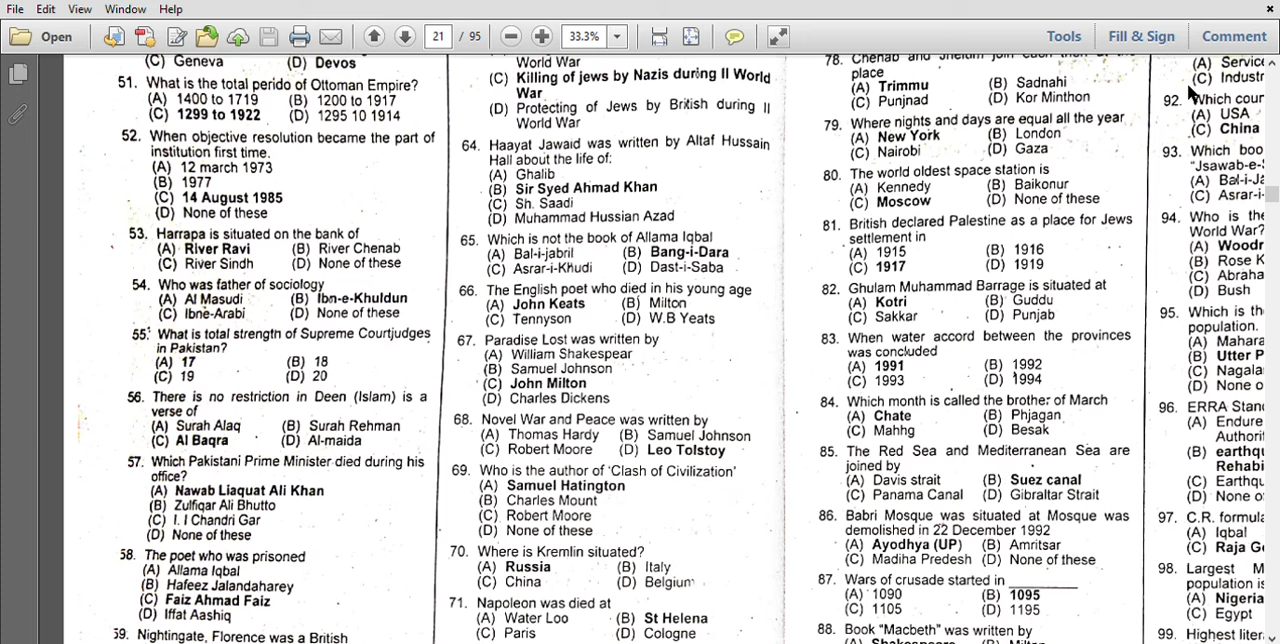 File Edit View Window Help
Open
21 / 95
33.3%
Tools
Fill & Sign
Comment
(C) Geneva (D) Devos
51. What is the total perido of Ottoman Empire?
(A) 1400 to 1719 (B) 1200 to 1917
(C) 1299 to 1922 (D) 1295 10 1914
52. When objective resolution became the part of
institution first time.
(A) 12 march 1973
(B) 1977
(C) 14 August 1985
(D) None of these
53. Harrapa is situated on the bank of
(A) River Ravi (B) River Chenab
(C) River Sindh (D) None of these
54. Who was father of sociology
(A) Al Masudi (B) Ibn-e-Khuldun
(C) Ibne-Arabi (D) None of these
55. What is total strength of Supreme Courtjudges
in Pakistan?
(A) 17 (B) 18
(C) 19 (D) 20
56. There is no restriction in Deen (Islam) is a
verse of
(A) Surah Alaq (B) Surah Rehman
(C) Al Baqra (D) Al-maida
57. Which Pakistani Prime Minister died during his
office?
(A) Nawab Liaquat Ali Khan
(B) Zulfiqar Ali Bhutto
(C) I. I Chandri Gar
(D) None of these
58. The poet who was prisoned
(A) Allama Iqbal
(B) Hafeez Jalandaharey
(C) Faiz Ahmad Faiz
(D) Iffat Aashiq
59. Nightingale, Florence was a British
World War
(C) Killing of jews by Nazis during II World
War
(D) Protecting of Jews by British during II
World War
64. Haayat Jawaid was written by Altaf Hussain
Hall about the life of:
(A) Ghalib
(B) Sir Syed Ahmad Khan
(C) Sh. Saadi
(D) Muhammad Hussian Azad
65. Which is not the book of Allama Iqbal
(A) Bal-i-jabril (B) Bang-i-Dara
(C) Asrar-i-Khudi (D) Dast-i-Saba
66. The English poet who died in his young age
(A) John Keats (B) Milton
(C) Tennyson (D) W.B Yeats
67. Paradise Lost was written by
(A) William Shakespear
(B) Samuel Johnson
(C) John Milton
(D) Charles Dickens
68. Novel War and Peace was written by
(A) Thomas Hardy (B) Samuel Johnson
(C) Robert Moore (D) Leo Tolstoy
69. Who is the author of 'Clash of Civilization'
(A) Samuel Hatington
(B) Charles Mount
(C) Robert Moore
(D) None of these
70. Where is Kremlin situated?
(A) Russia (B) Italy
(C) China (D) Belgium
71. Napoleon was died at
(A) Water Loo (B) St Helena
(C) Paris (D) Cologne
78. Chenab and Jhelum join each
place
(A) Trimmu (B) Sadnahi
(C) Punjnad (D) Kor Minthon
79. Where nights and days are equal all the year
(A) New York (B) London
(C) Nairobi (D) Gaza
80. The world oldest space station is
(A) Kennedy (B) Baikonur
(C) Moscow (D) None of these
81. British declared Palestine as a place for Jews
settlement in
(A) 1915 (B) 1916
(C) 1917 (D) 1919
82. Ghulam Muhammad Barrage is situated at
(A) Kotri (B) Guddu
(C) Sakkar (D) Punjab
83. When water accord between the provinces
was concluded
(A) 1991 (B) 1992
(C) 1993 (D) 1994
84. Which month is called the brother of March
(A) Chate (B) Phjagan
(C) Mahhg (D) Besak
85. The Red Sea and Mediterranean Sea are
joined by
(A) Davis strait (B) Suez canal
(C) Panama Canal (D) Gibraltar Strait
86. Babri Mosque was situated at Mosque was
demolished in 22 December 1992
(A) Ayodhya (UP) (B) Amritsar
(C) Madiha Predesh (D) None of these
87. Wars of crusade started in
(A) 1090 (B) 1095
(C) 1105 (D) 1195
88. Book "Macbeth" was written by
(A)
(A) Servic
(C) Industr
92. Which cour
(A) USA
(C) China
93. Which boo
"Jsawab-e-
(A) Bal-i-Ja
(C) Asrar-i-
94. Who is the
World War?
(A) Woodr
(B) Rose K
(C) Abraha
(D) Bush
95. Which is th
population.
(A) Mahara
(B) Utter P
(C) Nagala
(D) None o
96. ERRA Stan
(A) Endure
Authori
(B) earthqu
Rehabi
(C) Earthqu
(D) None o
97. C.R. formula
(A) Iqbal
(C) Raja Go
98. Largest M
population is
(A) Nigeria
(C) Egypt
99. Highest liter